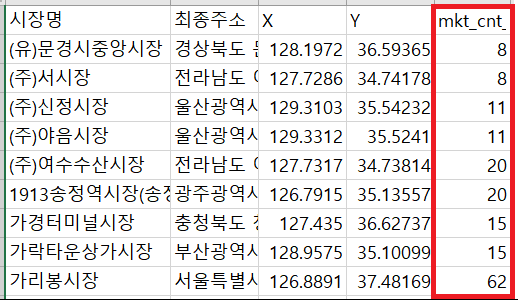 시장명 최종주소 X Y mkt_cnt_
(유)문경시중앙시장 경상북도 128.1972 36.59365 8
(주)서시장 전라남도 127.7286 34.74178 8
(주)신정시장 울산광역시 129.3103 35.54232 11
(주)야음시장 울산광역시 129.3312 35.5241 11
(주)여수수산시장 전라남도 127.7317 34.73814 20
1913송정역시장(송정 광주광역시 126.7915 35.13557 20
가경터미널시장 충청북도 127.435 36.62737 15
가락타운상가시장 부산광역시 128.9575 35.10099 15
가리봉시장 서울특별시 126.8891 37.48169 62